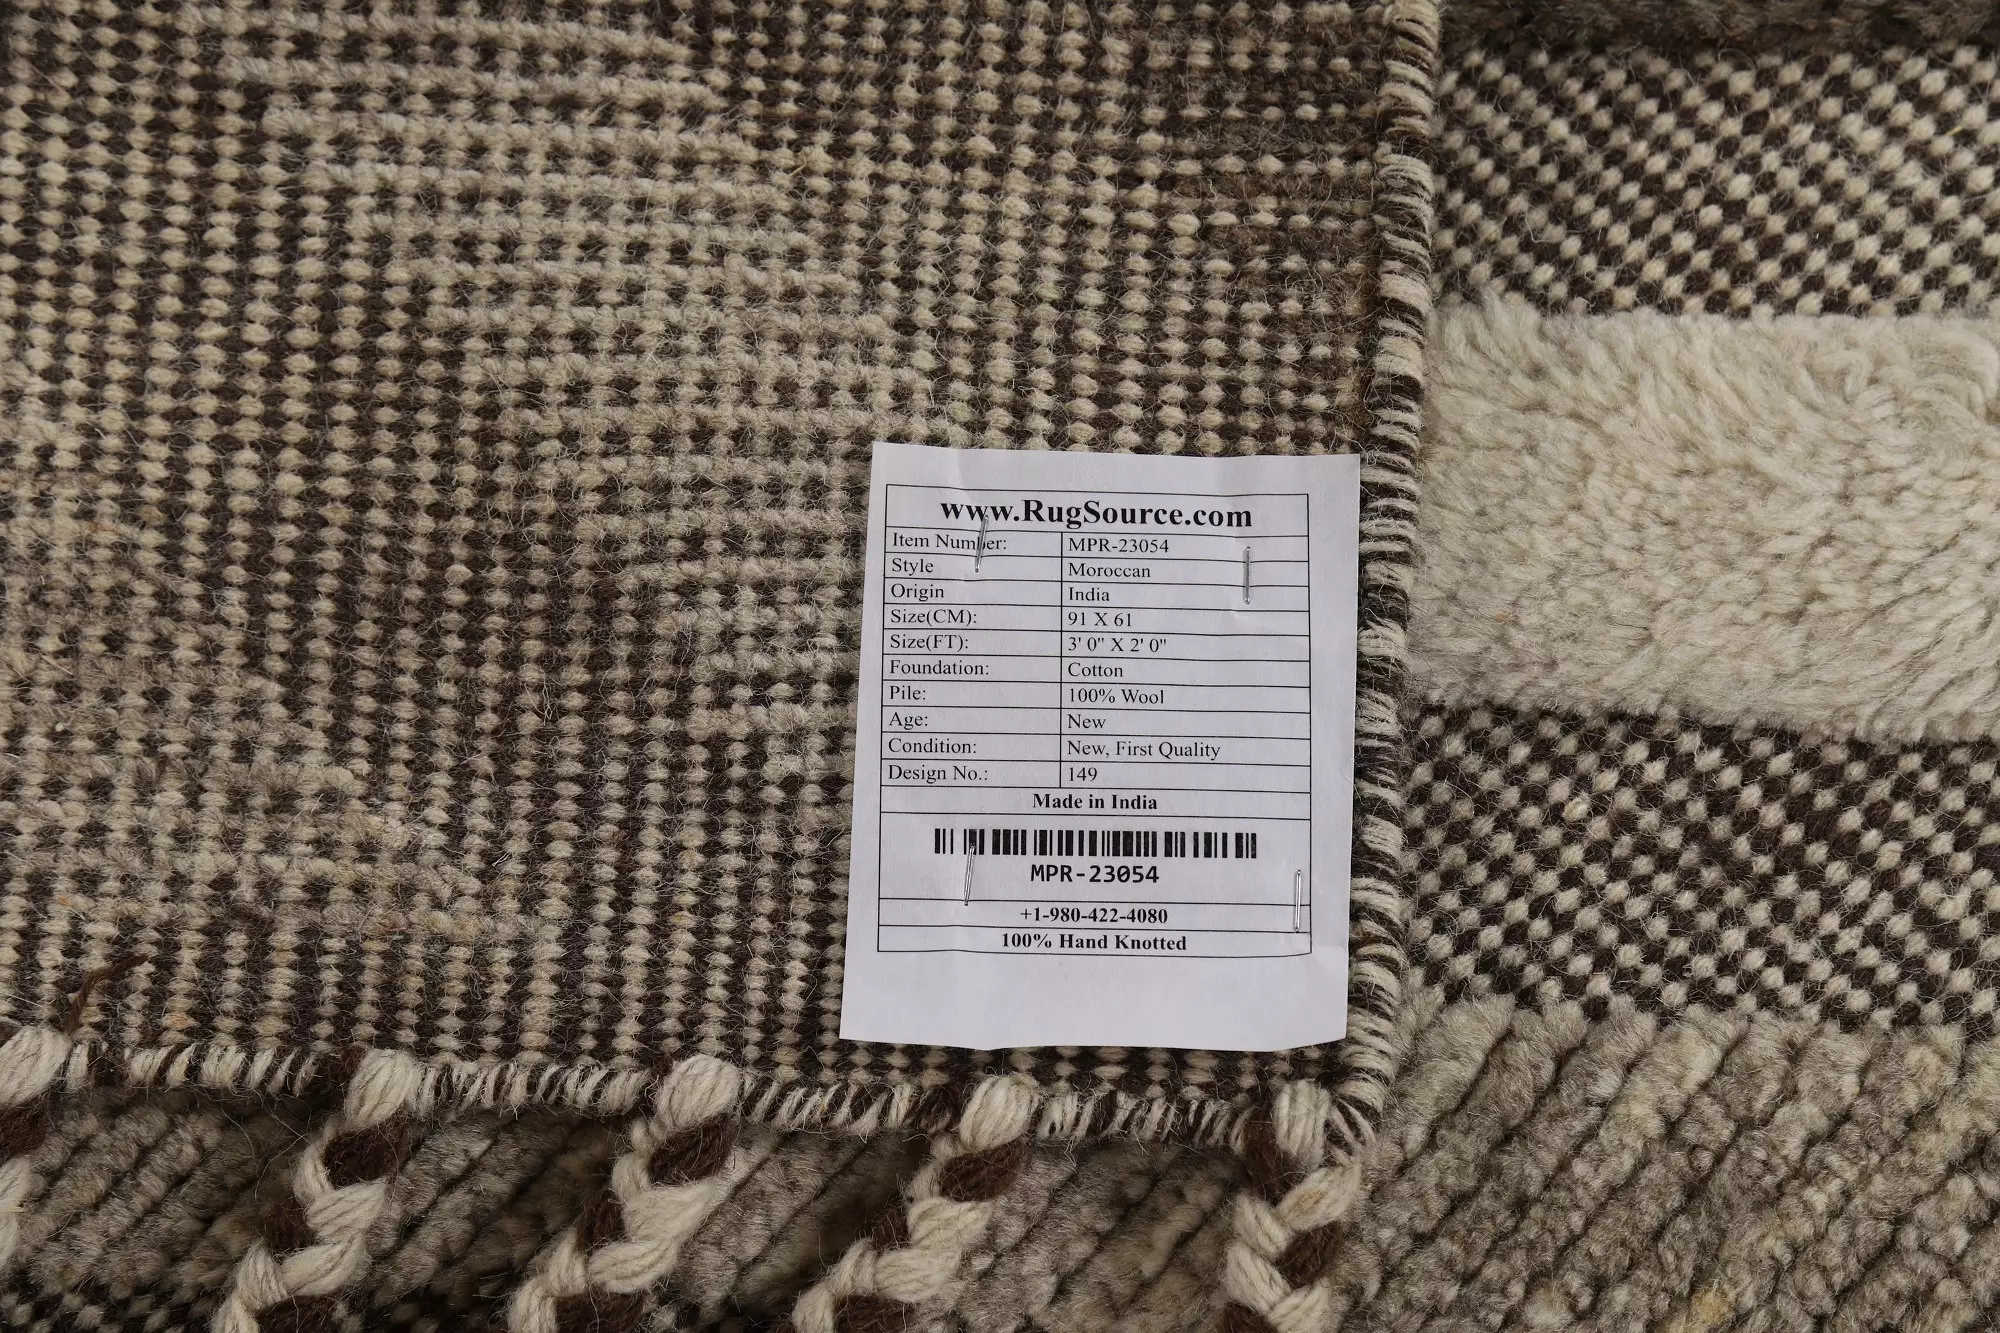 www.RugSource.com
Item Number: MPR-23054
Style Moroccan
Origin India
Size(CM): 91 X 61
Size(FT): 3' 0" X 2' 0"
Foundation: Cotton
Pile: 100% Wool
Age: New
Condition: New, First Quality
Design No.: 149
Made in India
MPR-23054
+1-980-422-4080
100% Hand Knotted